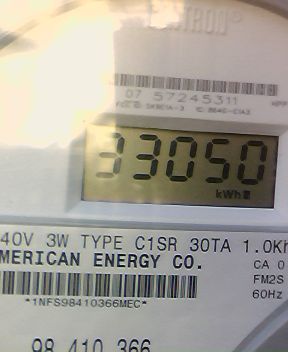 TRON
07 57245311
33050
kWh
40V 3W TYPE C1SR 30TA 1.0Kh
MERICAN ENERGY CO.
CA 0
FM2S
60Hz
*1NFS98410366MEC*
98 410 366